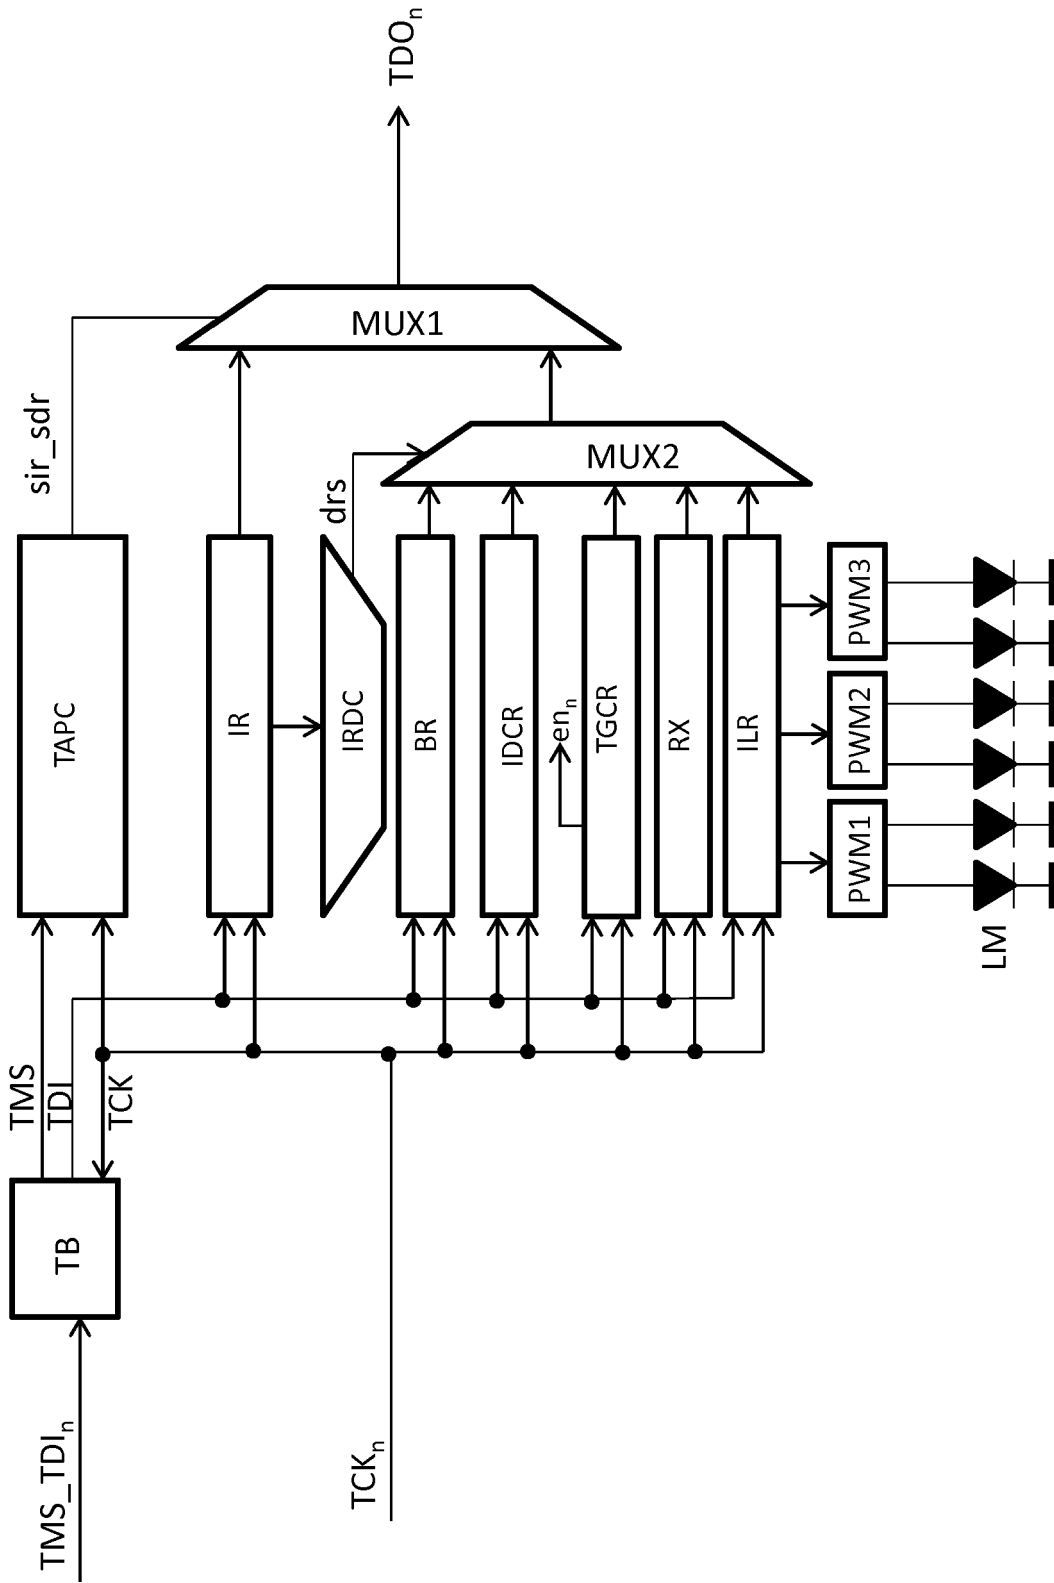 TMS_TDIn
TB
TMS
TDI
TCK
TAPC
sir_sdr
TCKn
IR
IRDC
drs
BR
IDCR
enn
TGCR
RX
ILR
MUX1
MUX2
TDOn
PWM1
PWM2
PWM3
LM